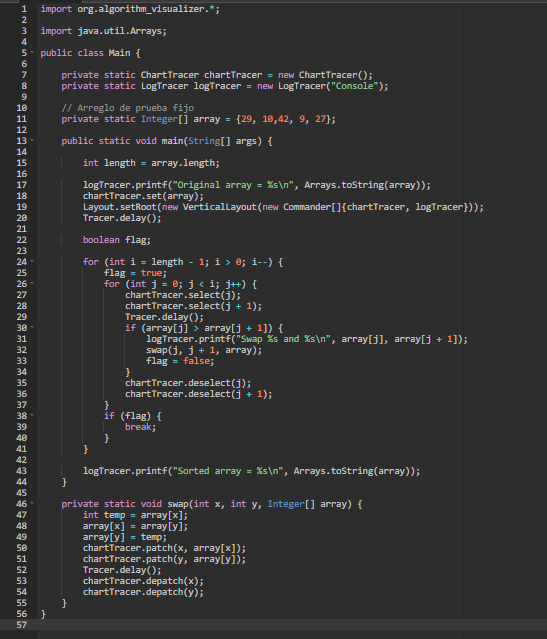 1 import org.algorithm_visualizer.*;
2
3 import java.util.Arrays;
4
5 public class Main {
6
7 private static ChartTracer chartTracer = new ChartTracer();
8 private static LogTracer logTracer = new LogTracer("Console");
9
10 // Arreglo de prueba fijo
11 private static Integer[] array = {29, 10,42, 9, 27};
12
13 public static void main(String[] args) {
14
15 int length = array.length;
16
17 logTracer.printf("Original array = %s\n", Arrays.toString(array));
18 chartTracer.set(array);
19 Layout.setRoot(new VerticalLayout(new Commander[]{chartTracer, logTracer}));
20 Tracer.delay();
21
22 boolean flag;
23
24 for (int i = length - 1; i > 0; i--) {
25 flag = true;
26 for (int j = 0; j < i; j++) {
27 chartTracer.select(j);
28 chartTracer.select(j + 1);
29 Tracer.delay();
30 if (array[j] > array[j + 1]) {
31 logTracer.printf("Swap %s and %s\n", array[j], array[j + 1]);
32 swap(j, j + 1, array);
33 flag = false;
34 }
35 chartTracer.deselect(j);
36 chartTracer.deselect(j + 1);
37 }
38 if (flag) {
39 break;
40 }
41 }
42
43 logTracer.printf("Sorted array = %s\n", Arrays.toString(array));
44 }
45
46 private static void swap(int x, int y, Integer[] array) {
47 int temp = array[x];
48 array[x] = array[y];
49 array[y] = temp;
50 chartTracer.patch(x, array[x]);
51 chartTracer.patch(y, array[y]);
52 Tracer.delay();
53 chartTracer.depatch(x);
54 chartTracer.depatch(y);
55 }
56 }
57